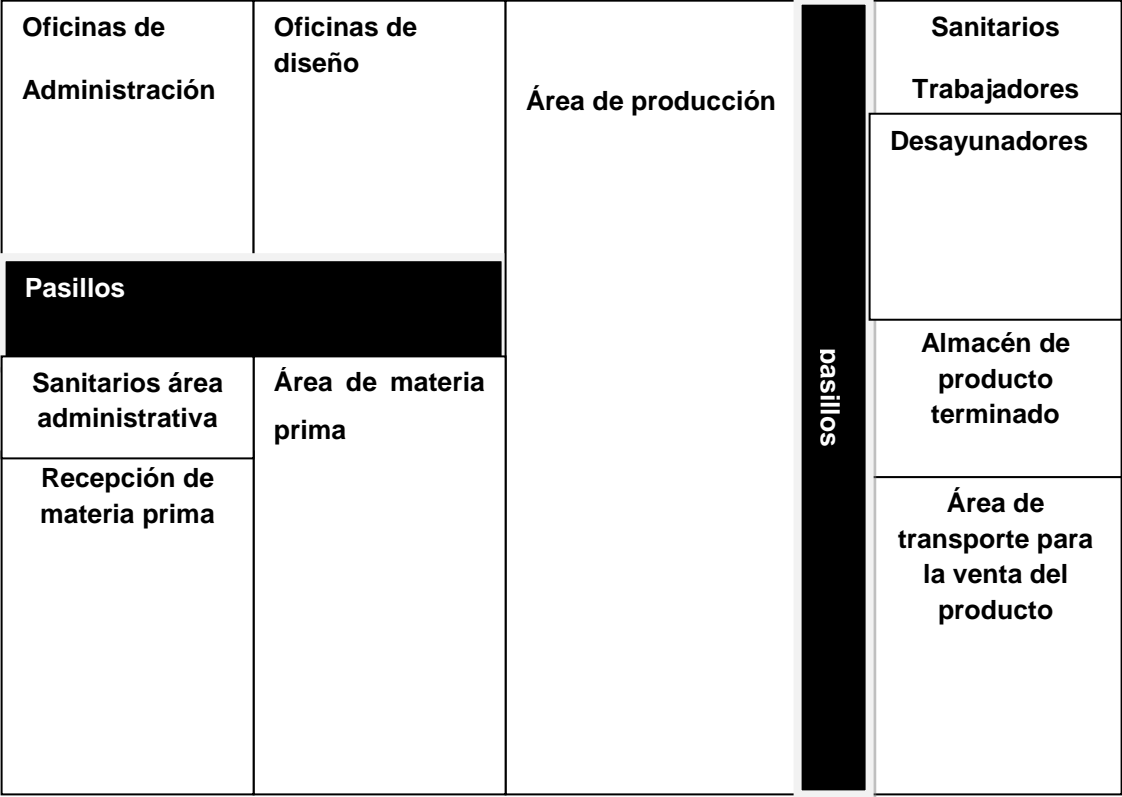 Oficinas de
Administración
Oficinas de
diseño
Área de producción
Sanitarios
Trabajadores
Desayunadores
Pasillos
pasillos
Sanitarios área
administrativa
Área de materia
prima
Almacén de
producto
terminado
Recepción de
materia prima
Área de
transporte para
la venta del
producto